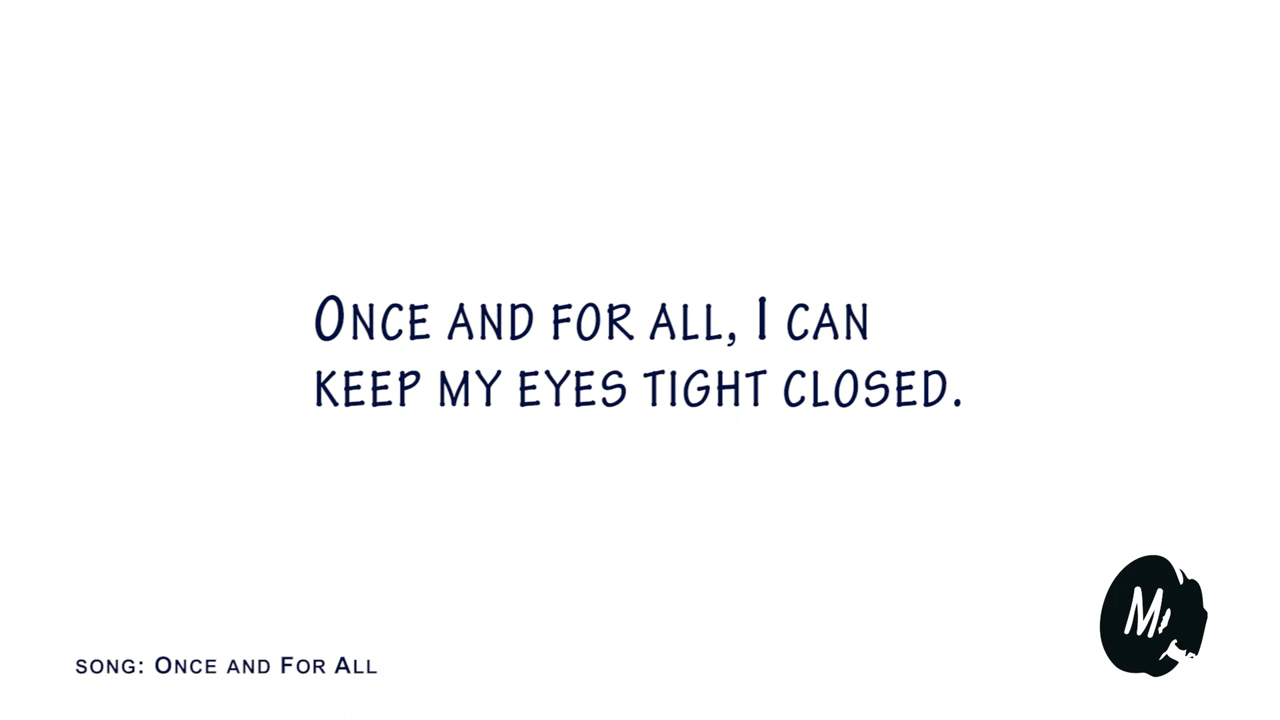 Once and for all, I can
keep my eyes tight closed.
song: Once and For All
M